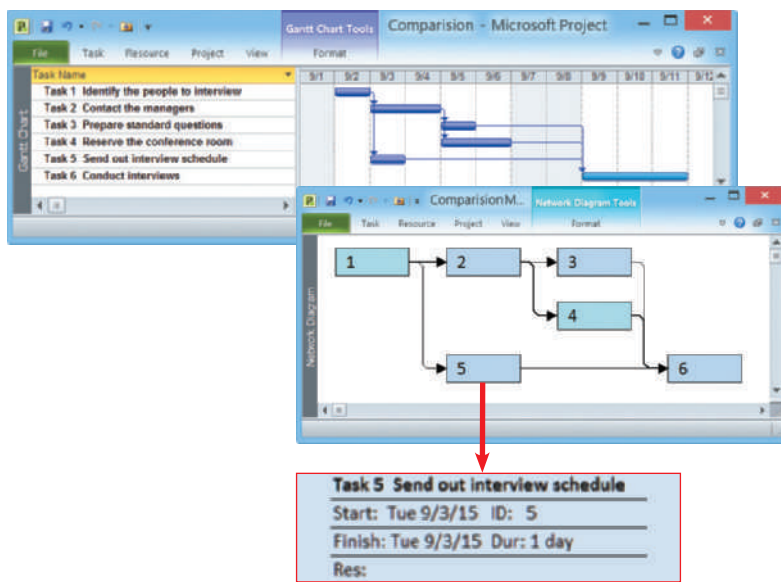 Gantt Chart Tools Comparision - Microsoft Project
File Task Resource Project View Format
Task Name 9/1 9/2 9/3 9/4 9/5 9/6 9/7 9/8 9/9 9/10 9/11 9/12
Task 1 Identify the people to interview
Task 2 Contact the managers
Task 3 Prepare standard questions
Task 4 Reserve the conference room
Task 5 Send out interview schedule
Task 6 Conduct interviews
Gantt Chart
ComparisionM... Network Diagram Tools
File Task Resource Project View Format
Network Diagram
1 2 3
4
5 6
Task 5 Send out interview schedule
Start: Tue 9/3/15 ID: 5
Finish: Tue 9/3/15 Dur: 1 day
Res: